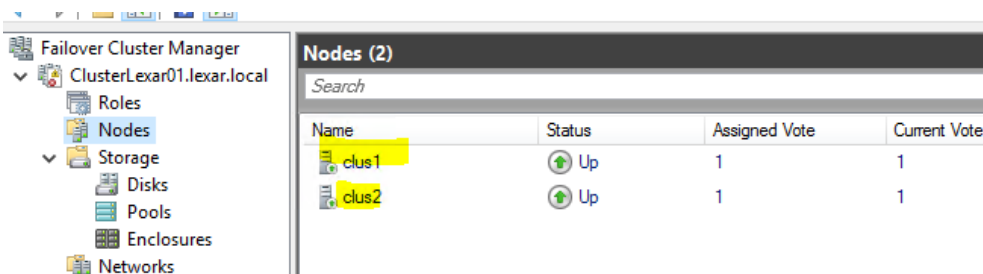 Failover Cluster Manager
ClusterLexar01.lexar.local
Roles
Nodes
Storage
Disks
Pools
Enclosures
Networks
Nodes (2)
Search
Name Status Assigned Vote Current Vote
clus1 Up 1 1
clus2 Up 1 1